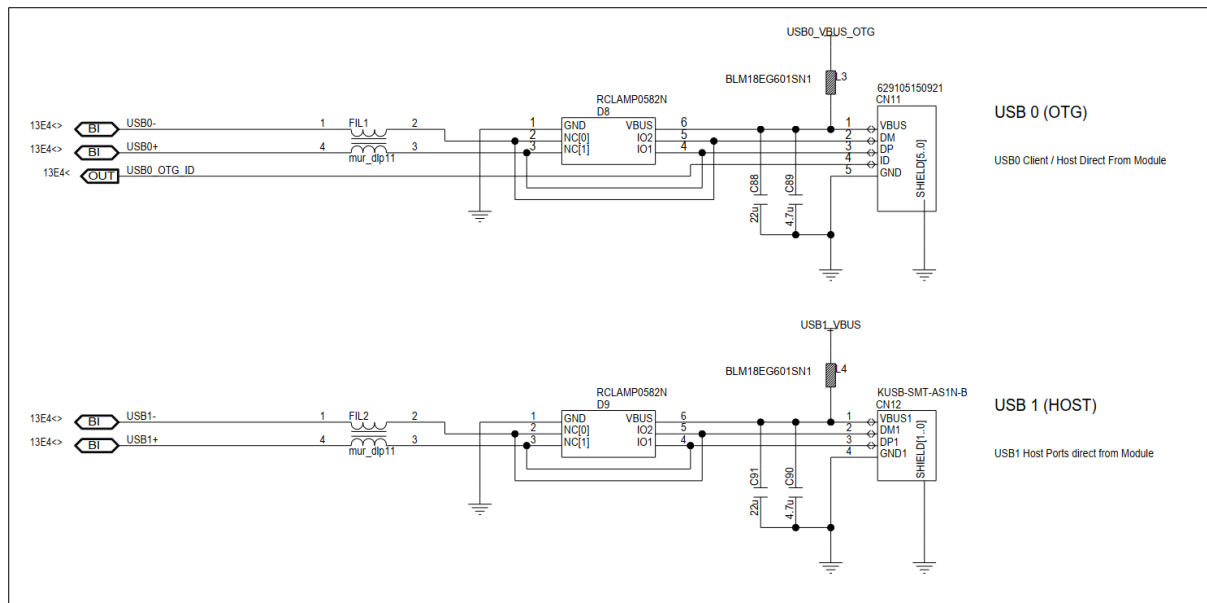 USB0_VBUS_OTG
BLM18EG601SN1
L3
629105150921
CN11
USB 0 (OTG)
USB0 Client / Host Direct From Module
RCLAMP0582N
D8
13E4<> BI USB0-
13E4<> BI USB0+
13E4< OUT USB0_OTG_ID
1 FIL1 2
4 mur_dlp11 3
1 GND VBUS 6
2 NC[0] IO2 5
3 NC[1] IO1 4
1 VBUS
2 DM
3 DP
4 ID
5 GND
SHIELD[5..0]
C88
22u
C89
4.7u
USB1_VBUS
BLM18EG601SN1
L4
KUSB-SMT-AS1N-B
CN12
USB 1 (HOST)
USB1 Host Ports direct from Module
RCLAMP0582N
D9
13E4<> BI USB1-
13E4<> BI USB1+
1 FIL2 2
4 mur_dlp11 3
1 GND VBUS 6
2 NC[0] IO2 5
3 NC[1] IO1 4
1 VBUS1
2 DM1
3 DP1
4 GND1
SHIELD[1..0]
C91
22u
C90
4.7u